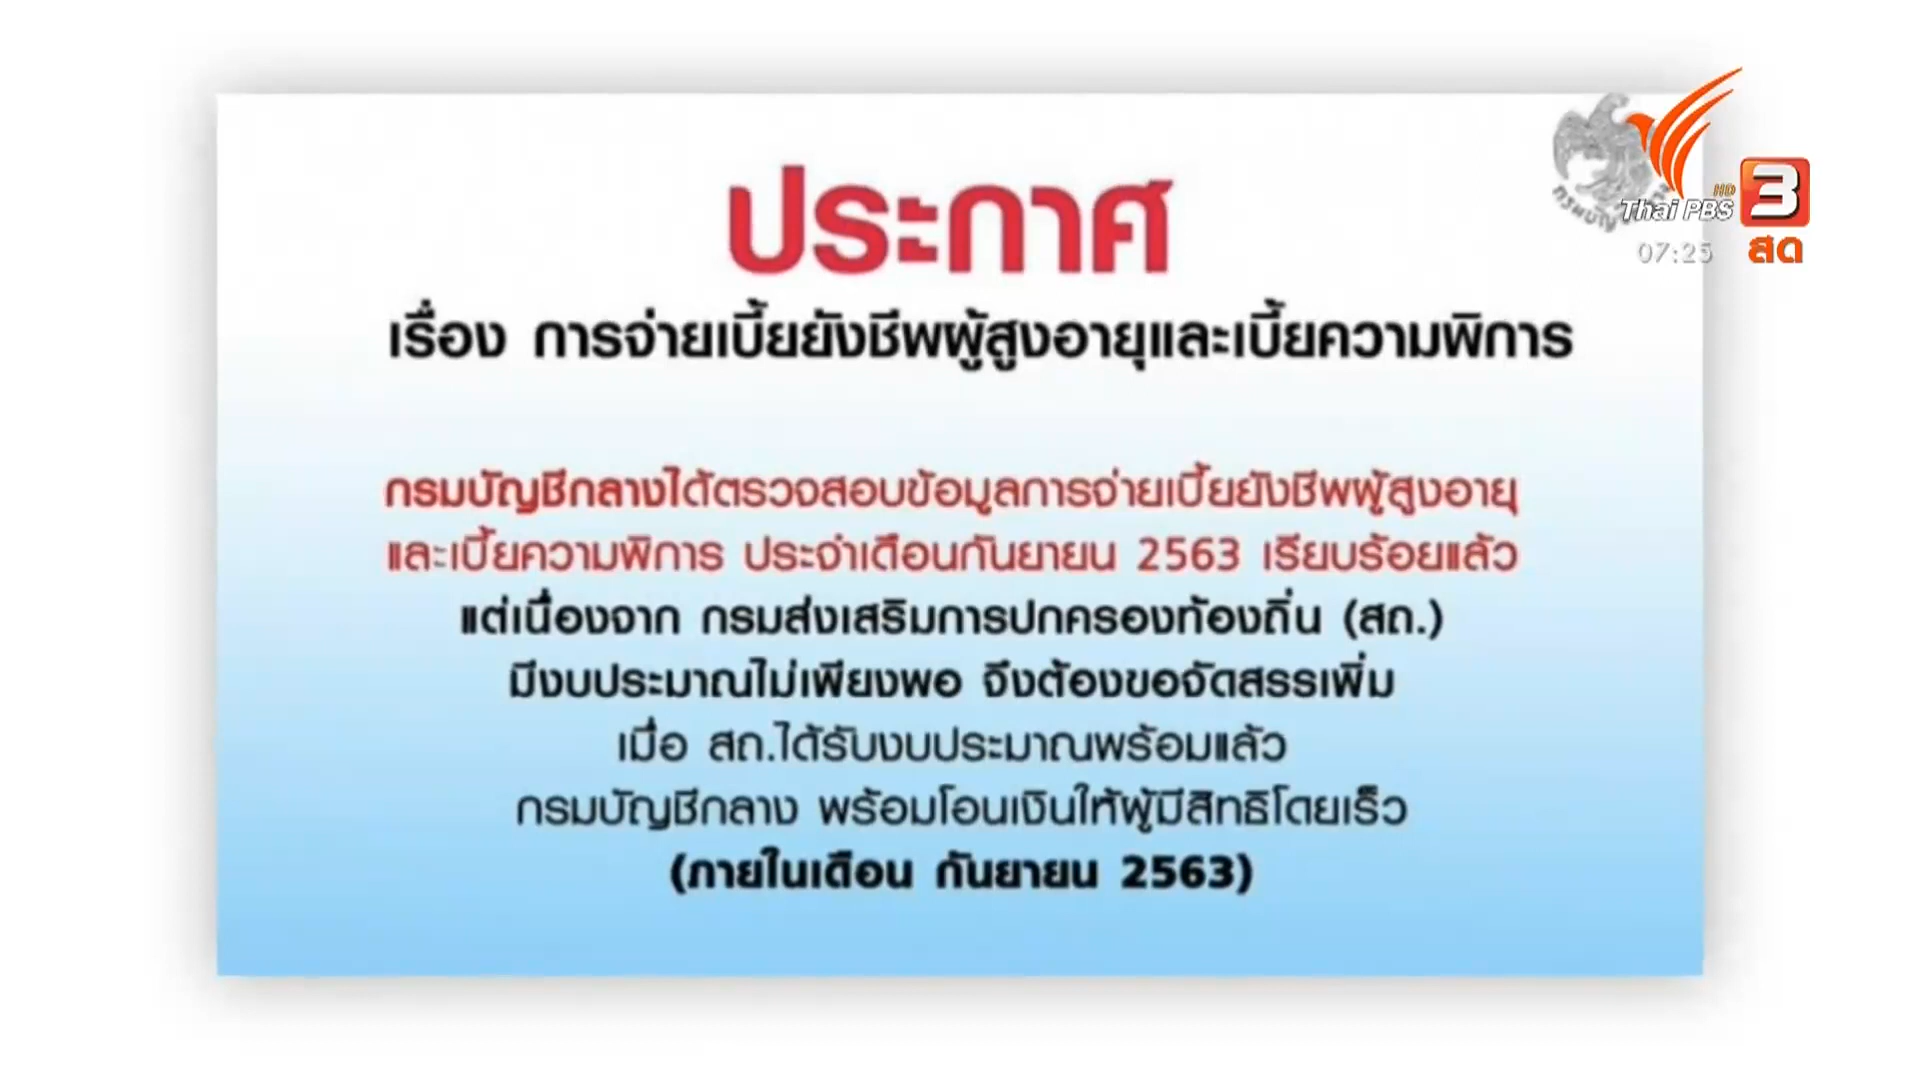 ประกาศ
เรื่อง การจ่ายเบี้ยยังชีพผู้สูงอายุและเบี้ยความพิการ
กรมบัญชีกลางได้ตรวจสอบข้อมูลการจ่ายเบี้ยยังชีพผู้สูงอายุ
และเบี้ยความพิการ ประจำเดือนกันยายน 2563 เรียบร้อยแล้ว
แต่เนื่องจาก กรมส่งเสริมการปกครองท้องถิ่น (สถ.)
มีงบประมาณไม่เพียงพอ จึงต้องขอจัดสรรเพิ่ม
เมื่อ สถ.ได้รับงบประมาณพร้อมแล้ว
กรมบัญชีกลาง พร้อมโอนเงินให้ผู้มีสิทธิโดยเร็ว
(ภายในเดือน กันยายน 2563)
HD
Thai PBS 3
07:25 สด